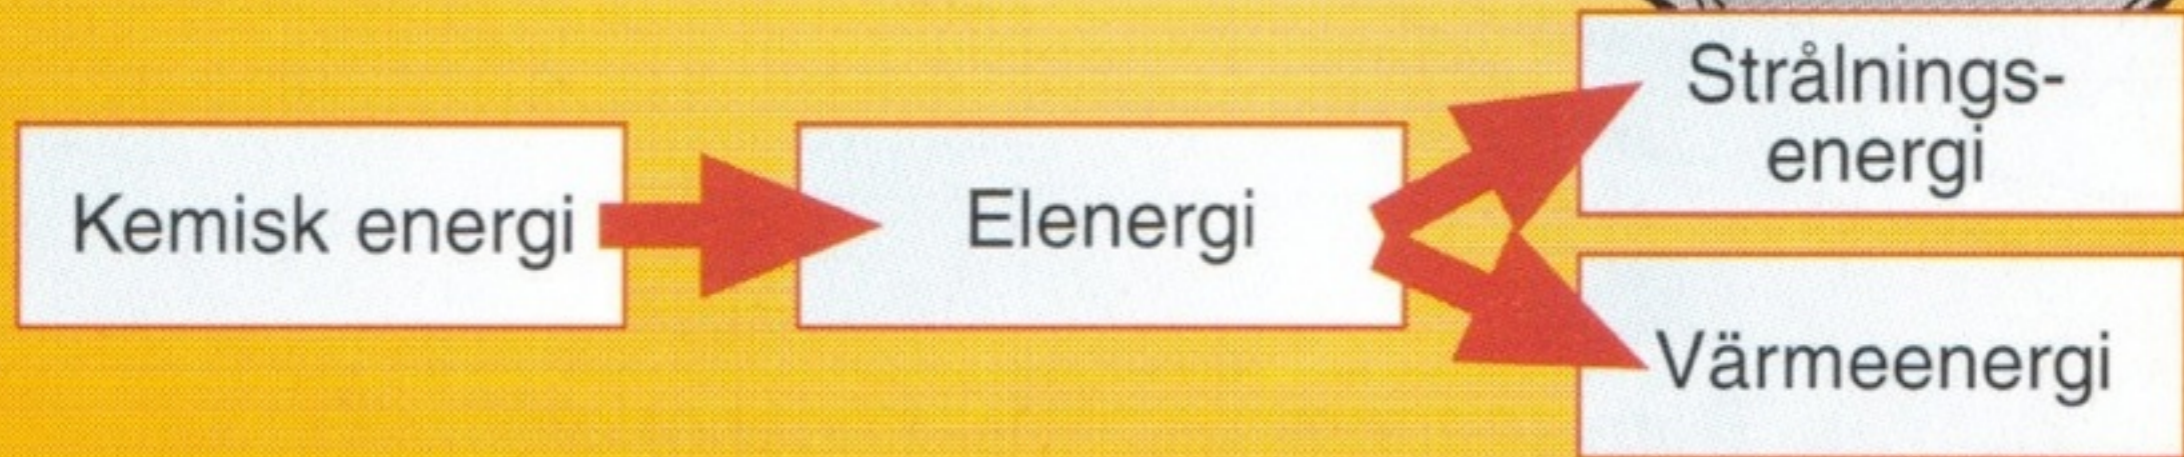 Kemisk energi
Elenergi
Strålnings-
energi
Värmeenergi